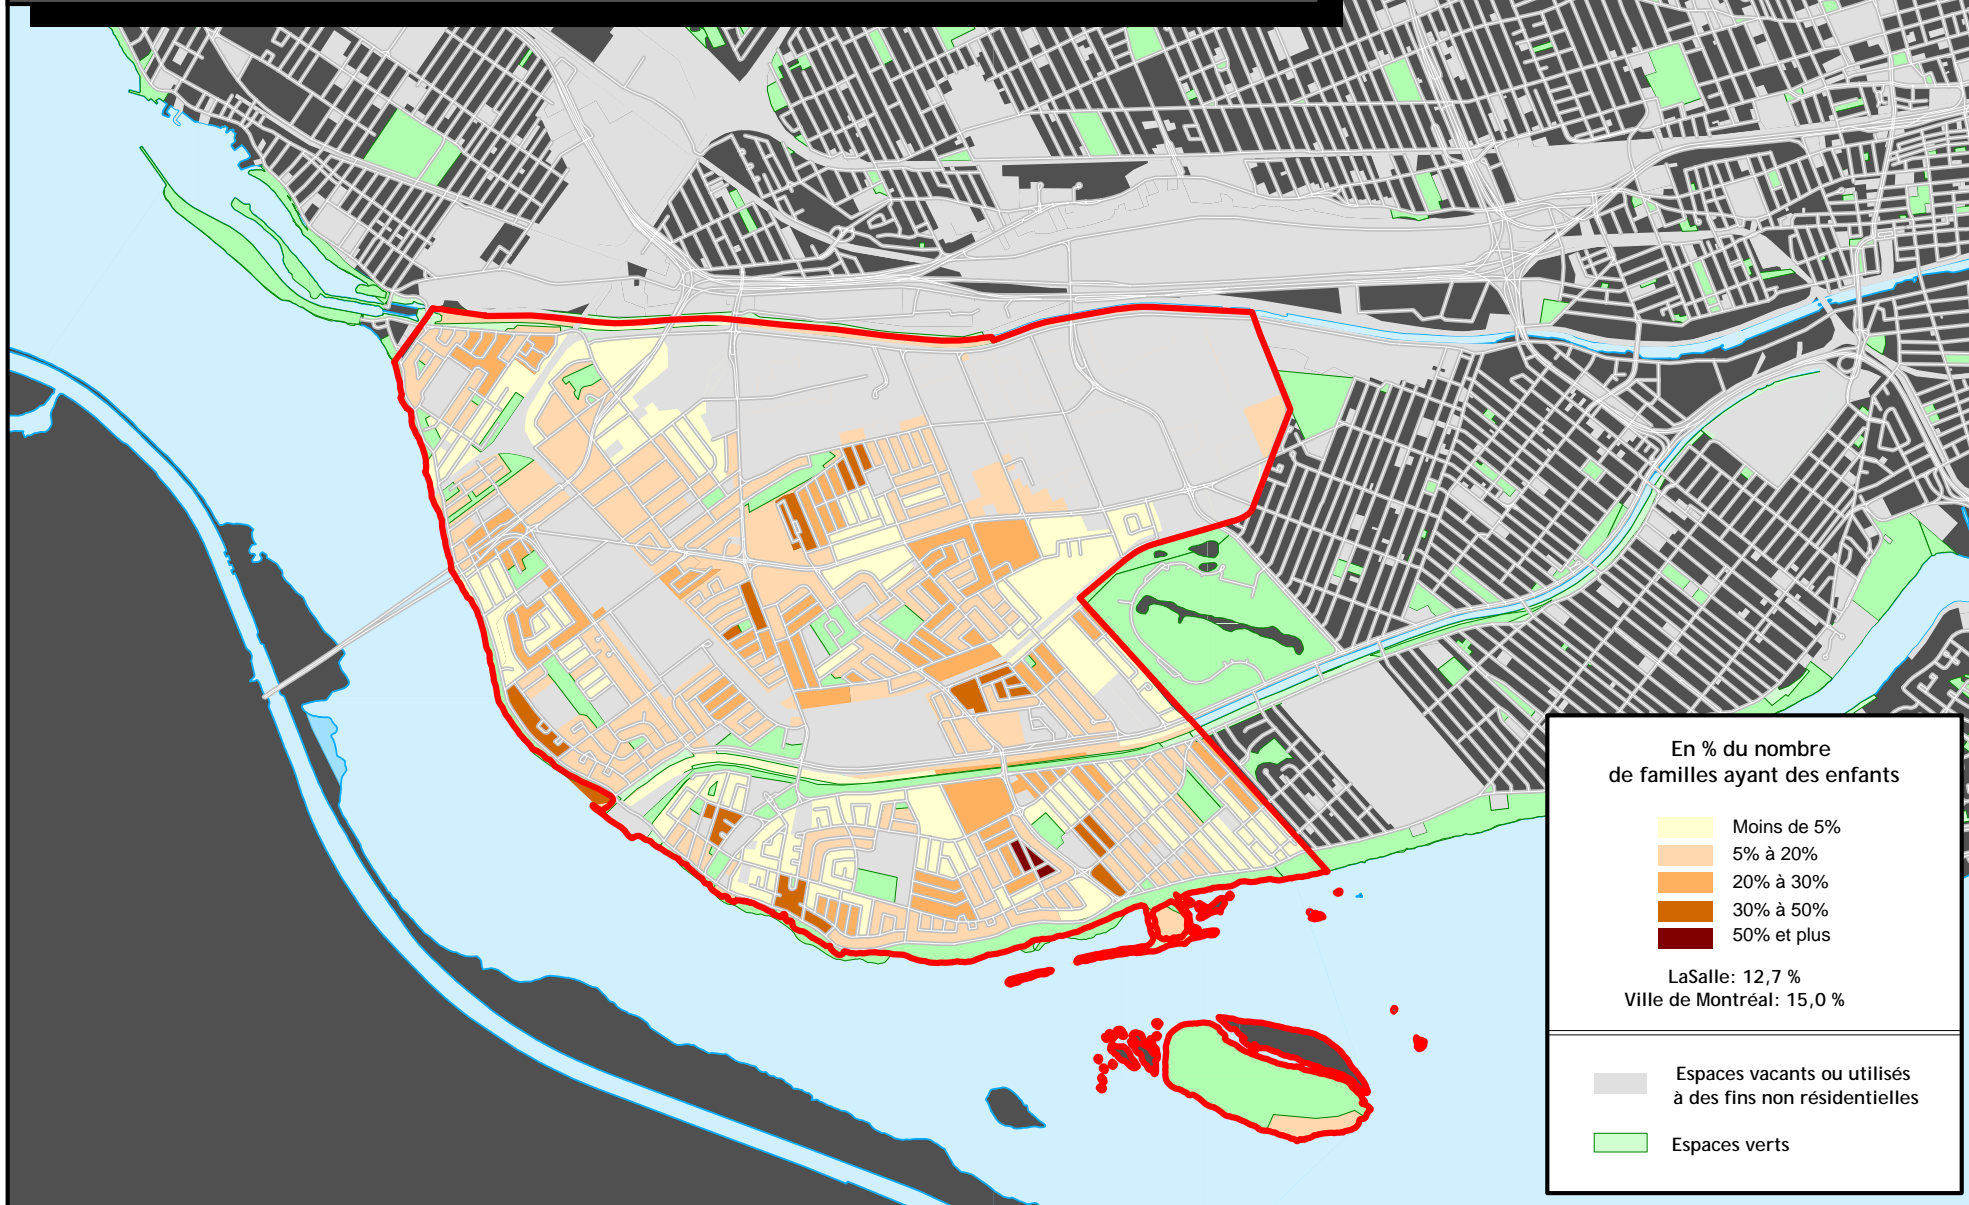 En % du nombre
de familles ayant des enfants
Moins de 5%
5% à 20%
20% à 30%
30% à 50%
50% et plus
LaSalle: 12,7 %
Ville de Montréal: 15,0 %
Espaces vacants ou utilisés
à des fins non résidentielles
Espaces verts